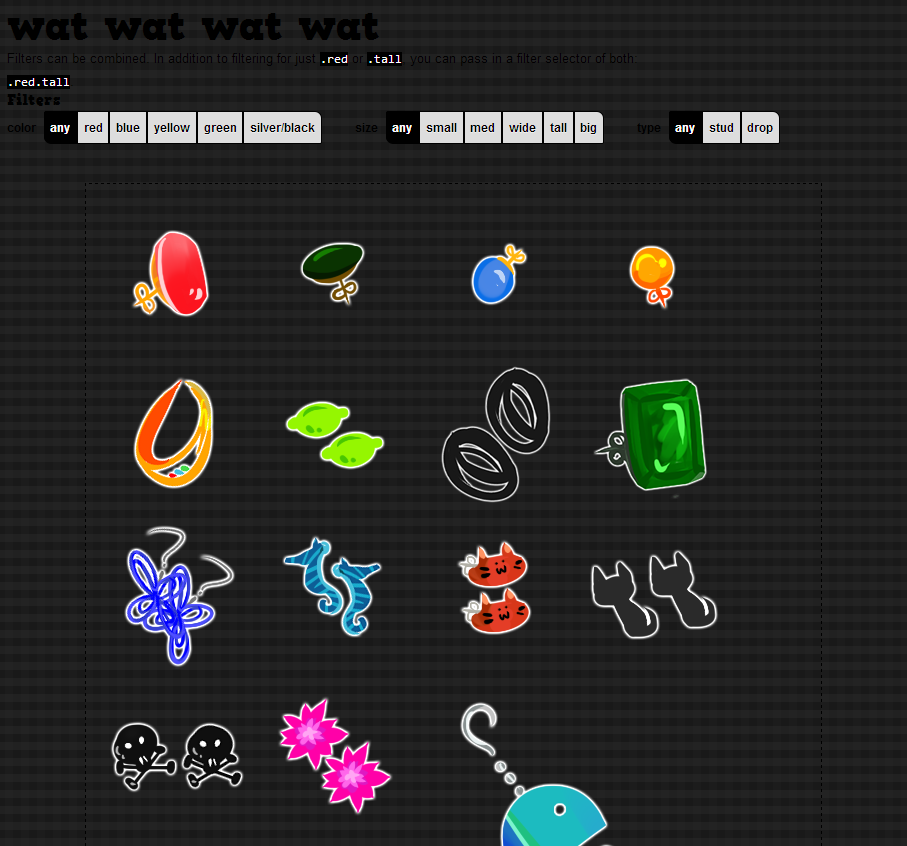 wat wat wat wat
Filters can be combined. In addition to filtering for just .red or .tall, you can pass in a filter selector of both:
.red.tall
Filters
color any red blue yellow green silver/black size any small med wide tall big type any stud drop